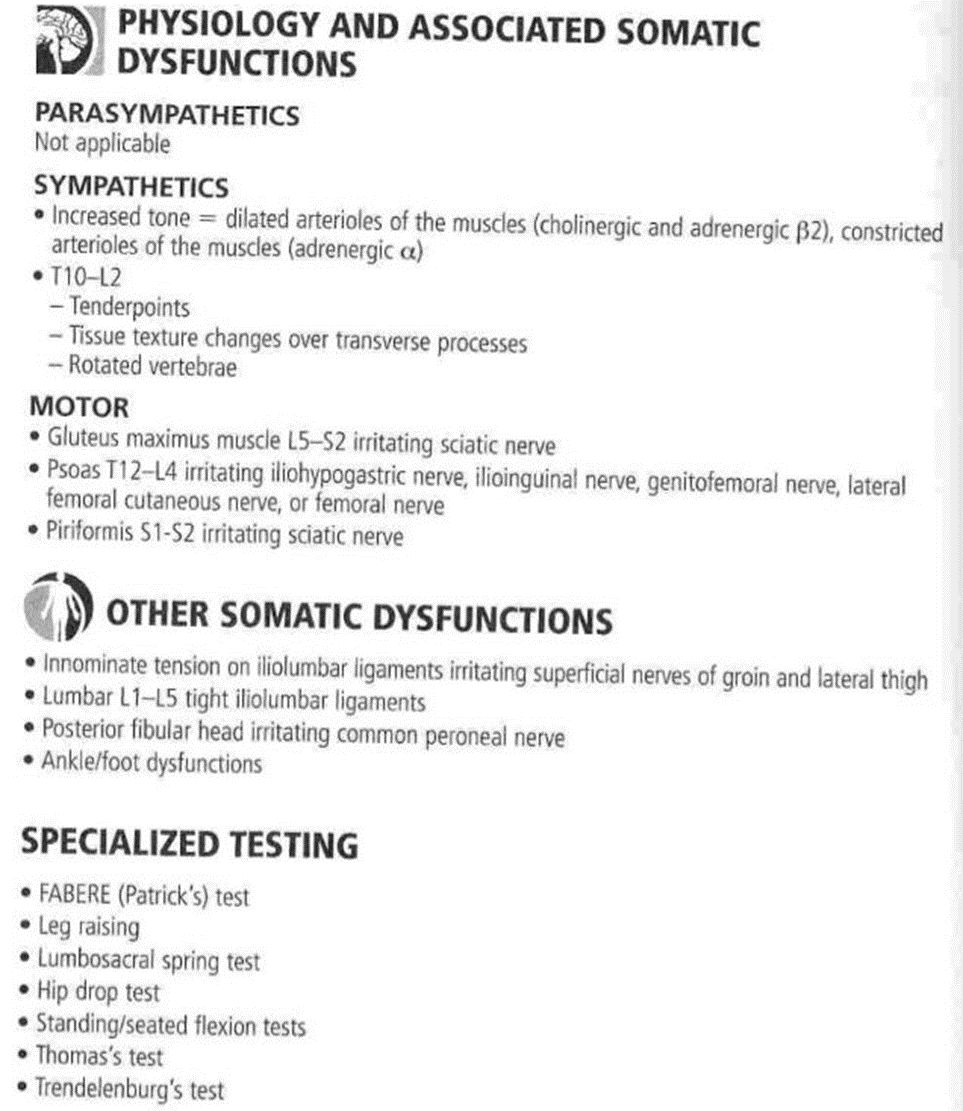 PHYSIOLOGY AND ASSOCIATED SOMATIC
DYSFUNCTIONS
PARASYMPATHETICS
Not applicable
SYMPATHETICS
• Increased tone = dilated arterioles of the muscles (cholinergic and adrenergic β2), constricted
arterioles of the muscles (adrenergic α)
• T10–L2
– Tenderpoints
– Tissue texture changes over transverse processes
– Rotated vertebrae
MOTOR
• Gluteus maximus muscle L5–S2 irritating sciatic nerve
• Psoas T12–L4 irritating iliohypogastric nerve, ilioinguinal nerve, genitofemoral nerve, lateral
femoral cutaneous nerve, or femoral nerve
• Piriformis S1-S2 irritating sciatic nerve
OTHER SOMATIC DYSFUNCTIONS
• Innominate tension on iliolumbar ligaments irritating superficial nerves of groin and lateral thigh
• Lumbar L1–L5 tight iliolumbar ligaments
• Posterior fibular head irritating common peroneal nerve
• Ankle/foot dysfunctions
SPECIALIZED TESTING
• FABERE (Patrick's) test
• Leg raising
• Lumbosacral spring test
• Hip drop test
• Standing/seated flexion tests
• Thomas's test
• Trendelenburg's test